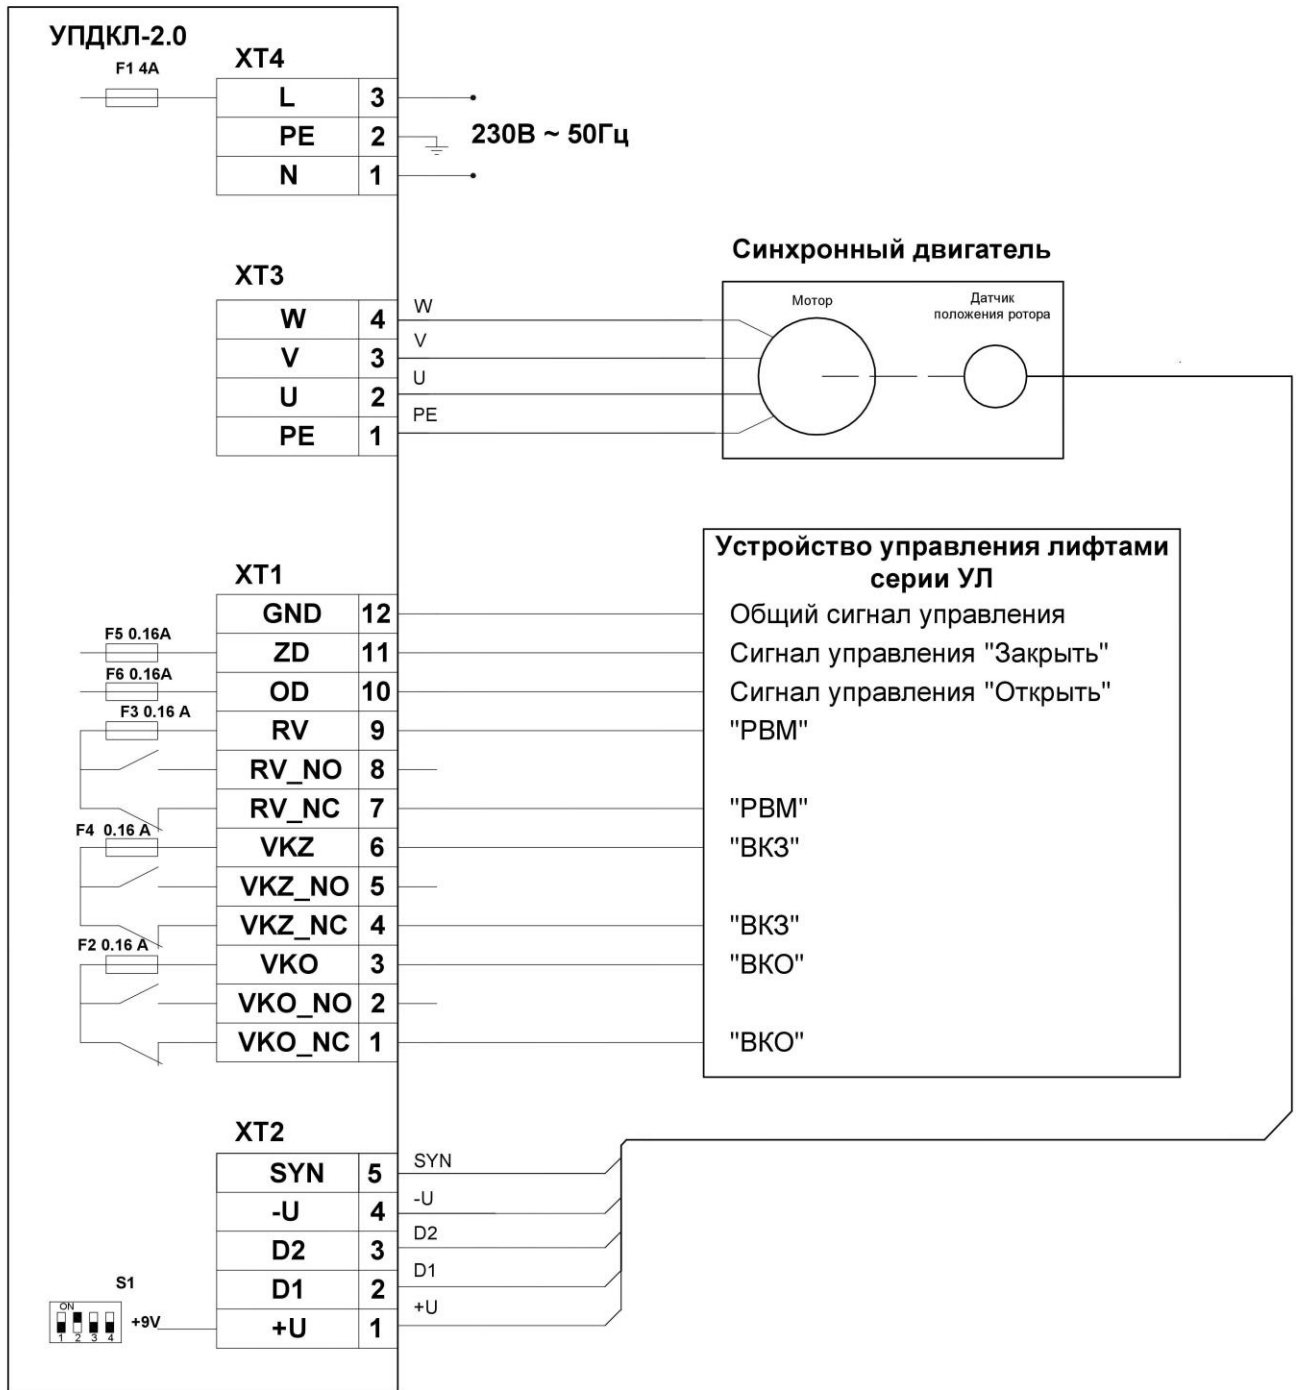 УПДКЛ-2.0
F1 4A
XT4
L 3
PE 2
N 1
230В ~ 50Гц
Синхронный двигатель
Мотор
Датчик
положения ротора
XT3
W 4 W
V 3 V
U 2 U
PE 1 PE
Устройство управления лифтами
серии УЛ
XT1
GND 12 Общий сигнал управления
F5 0.16A
ZD 11 Сигнал управления "Закрыть"
F6 0.16A
OD 10 Сигнал управления "Открыть"
F3 0.16 A
RV 9 "РВМ"
RV_NO 8
RV_NC 7 "РВМ"
F4 0.16 A
VKZ 6 "ВКЗ"
VKZ_NO 5
VKZ_NC 4 "ВКЗ"
F2 0.16 A
VKO 3 "ВКО"
VKO_NO 2
VKO_NC 1 "ВКО"
XT2
SYN 5 SYN
-U 4 -U
D2 3 D2
D1 2 D1
+U 1 +U
S1
ON
1 2 3 4
+9V